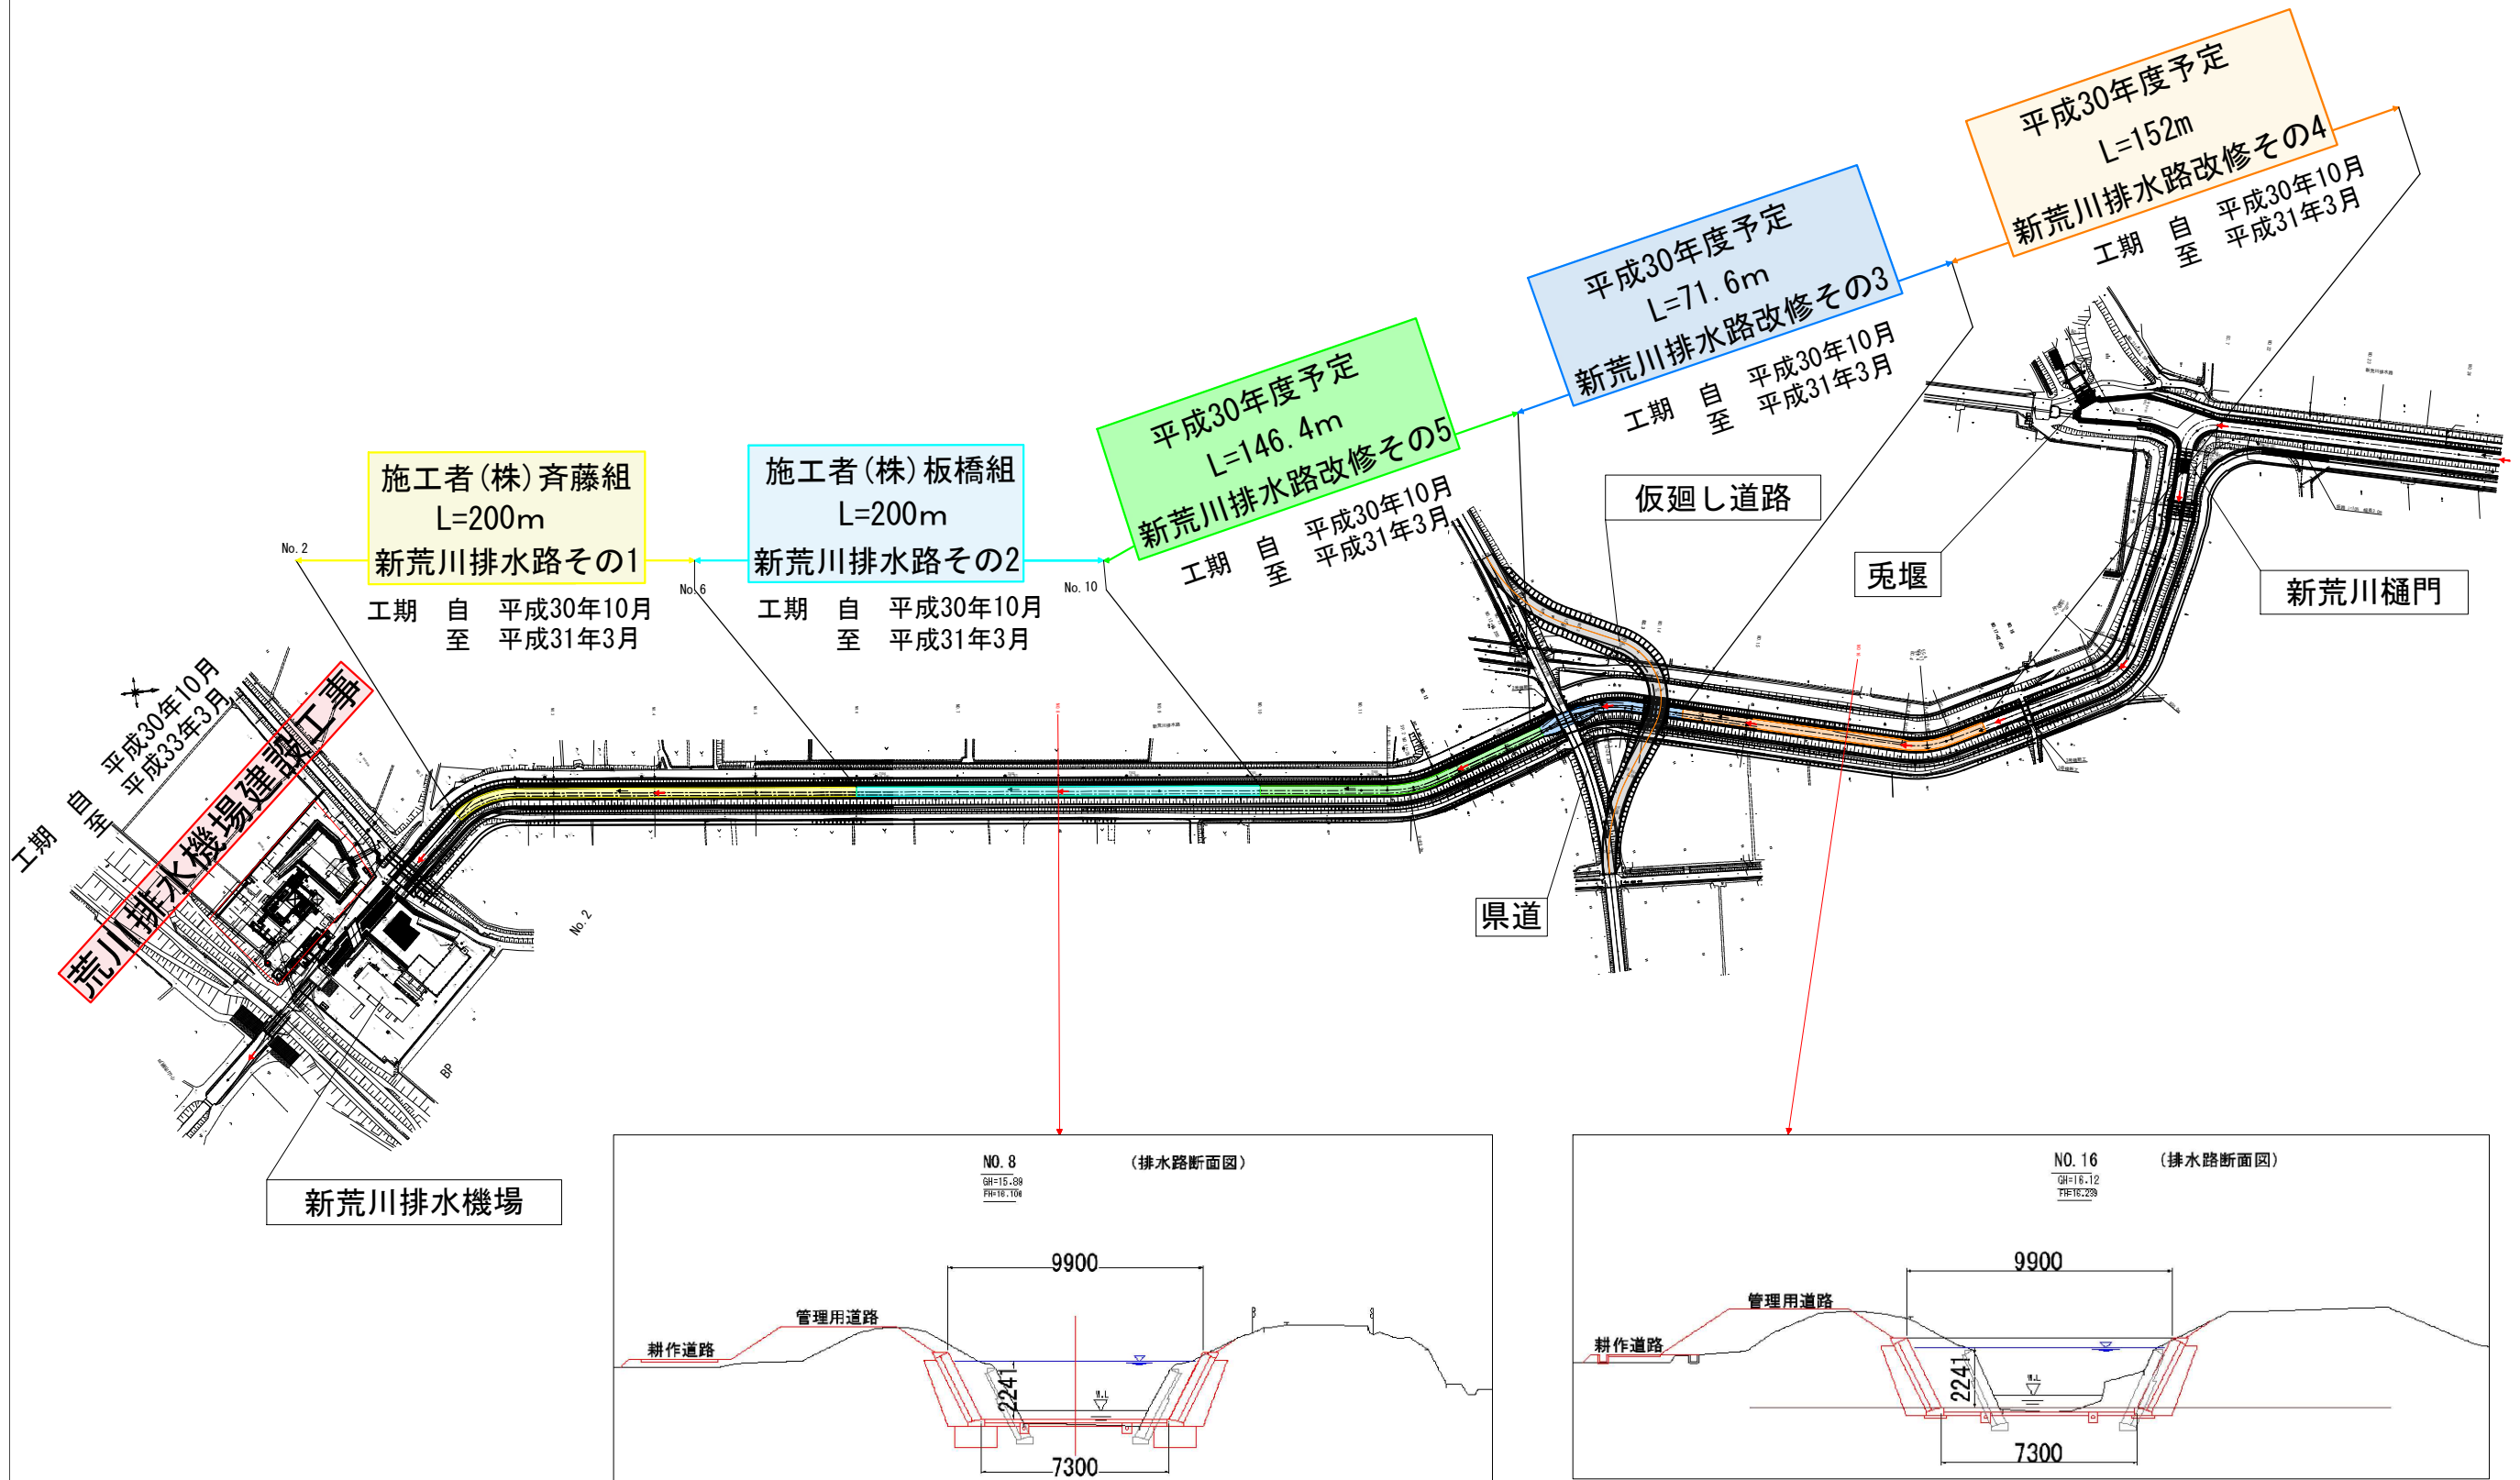 平成30年度予定
L=152m
新荒川排水路改修その4
工期 自 平成30年10月
至 平成31年3月
平成30年度予定
L=71.6m
新荒川排水路改修その3
工期 自 平成30年10月
至 平成31年3月
平成30年度予定
L=146.4m
新荒川排水路改修その5
工期 自 平成30年10月
至 平成31年3月
施工者(株)斉藤組
L=200m
新荒川排水路その1
工期 自 平成30年10月
至 平成31年3月
施工者(株)板橋組
L=200m
新荒川排水路その2
工期 自 平成30年10月
至 平成31年3月
No.2
No.6
No.10
仮廻し道路
兎堰
新荒川樋門
県道
工期 自 平成30年10月
至 平成33年3月
荒川排水機場建設工事
No.2
BP
新荒川排水機場
NO.8 (排水路断面図)
GH=15.89
FH=16.108
9900
管理用道路
耕作道路
2241
W.L
7300
NO.16 (排水路断面図)
GH=16.12
FH=16.239
9900
管理用道路
耕作道路
2241
W.L
7300